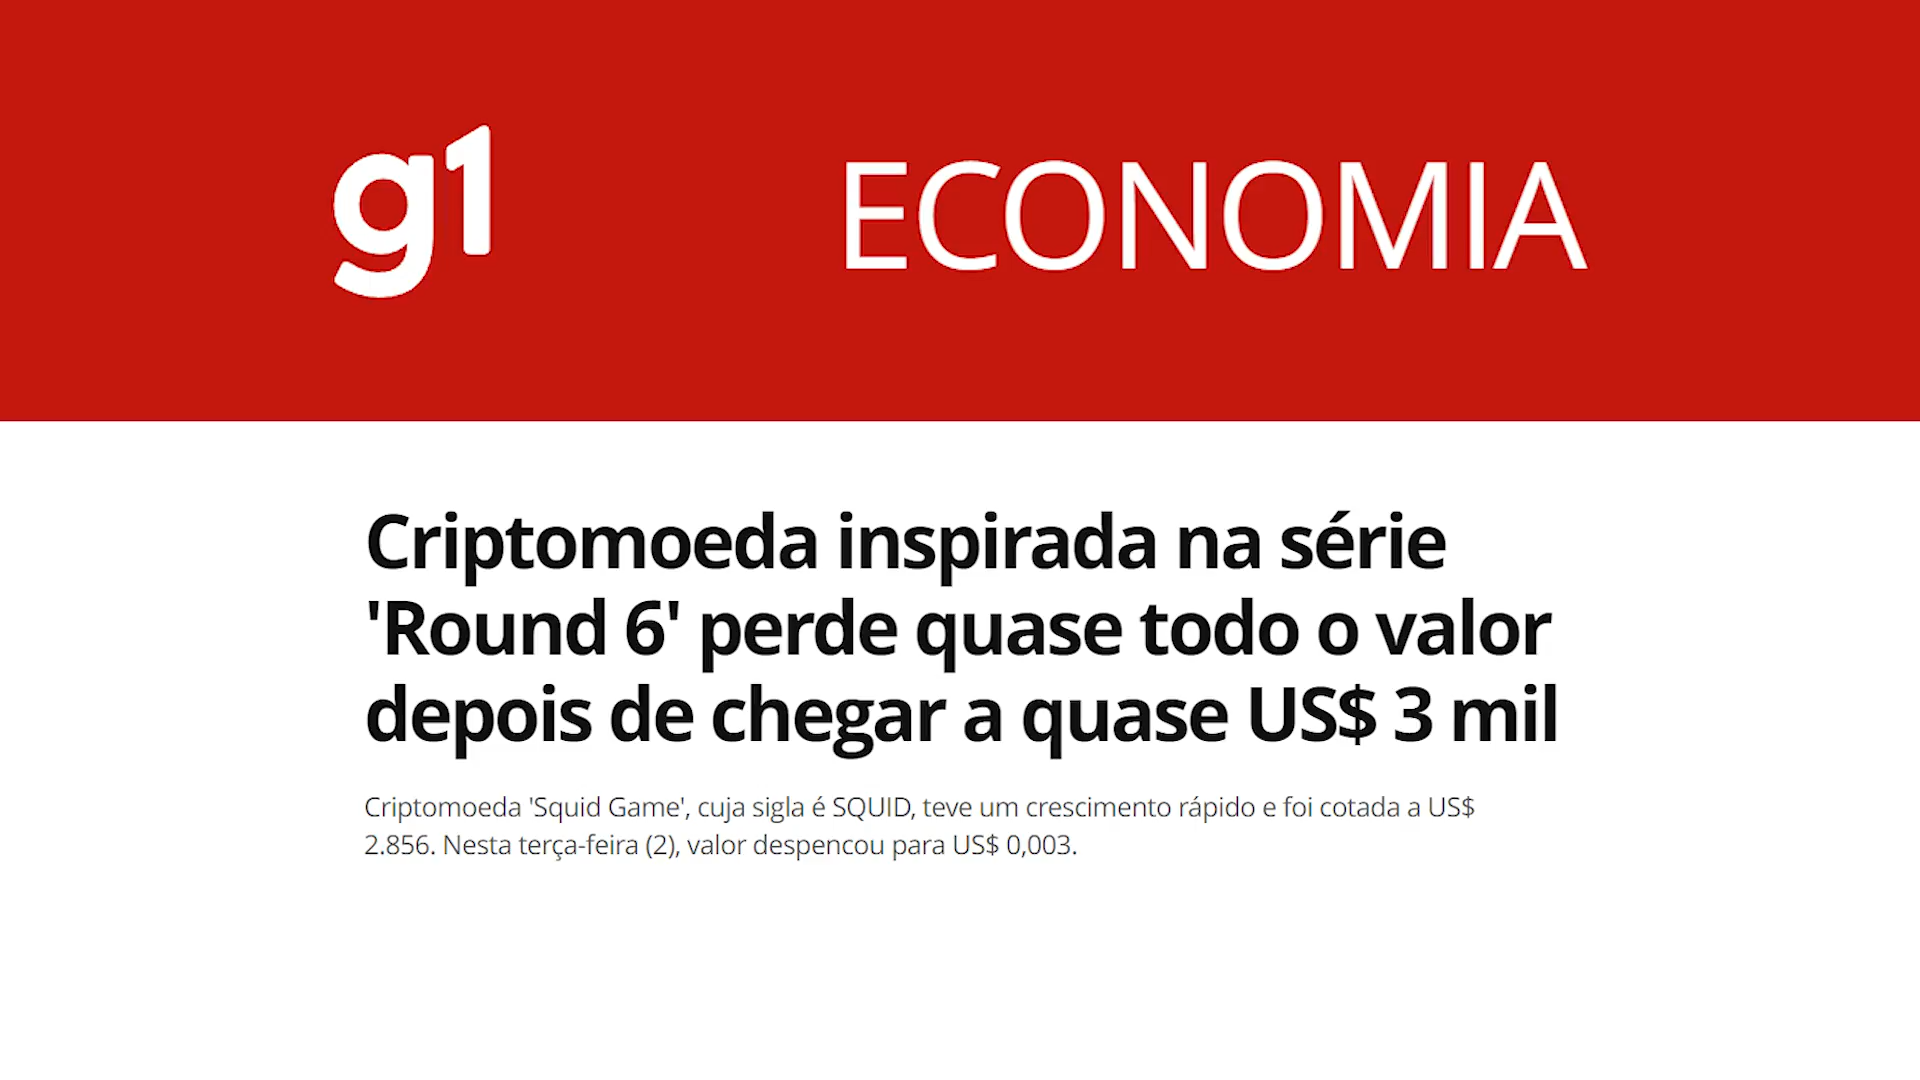 g1
ECONOMIA
Criptomoeda inspirada na série
'Round 6' perde quase todo o valor
depois de chegar a quase US$ 3 mil
Criptomoeda 'Squid Game', cuja sigla é SQUID, teve um crescimento rápido e foi cotada a US$
2.856. Nesta terça-feira (2), valor despencou para US$ 0,003.